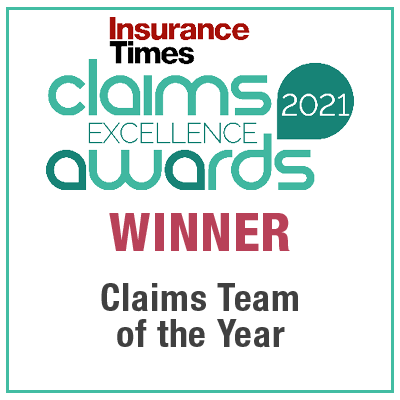 Insurance
Times
claims
2021
EXCELLENCE
awards
WINNER
Claims Team
of the Year